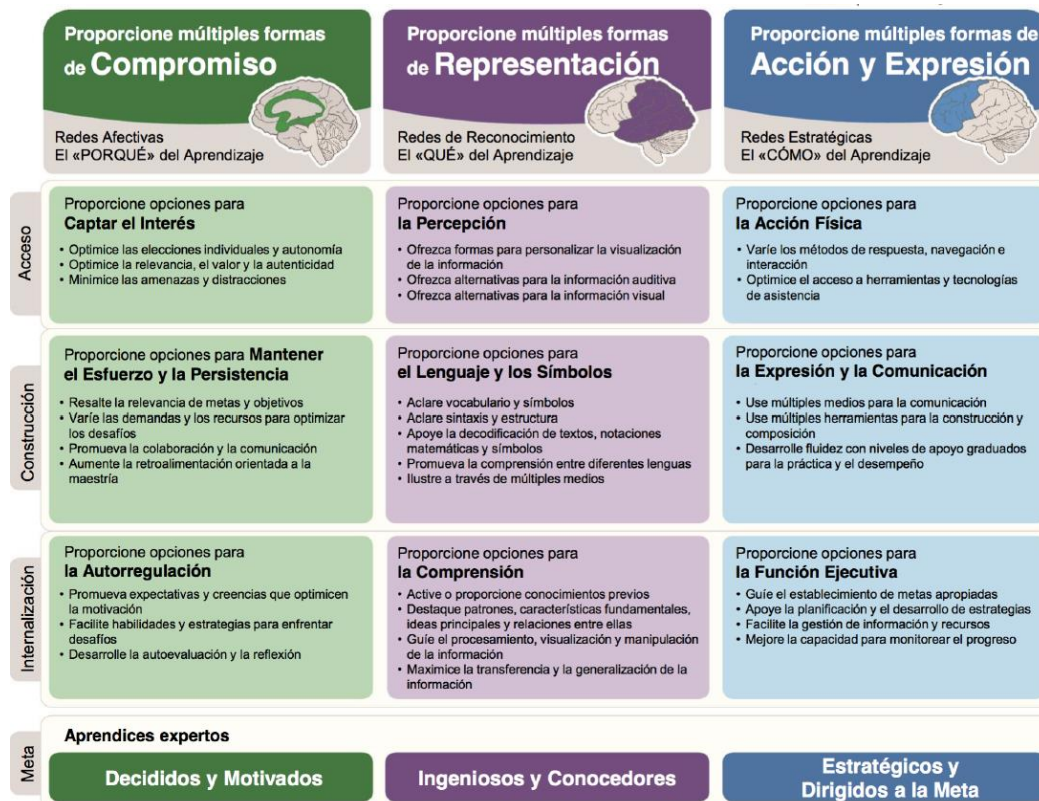 Proporcione múltiples formas
de Compromiso
Redes Afectivas
El «PORQUÉ» del Aprendizaje
Proporcione múltiples formas
de Representación
Redes de Reconocimiento
El «QUÉ» del Aprendizaje
Proporcione múltiples formas de
Acción y Expresión
Redes Estratégicas
El «CÓMO» del Aprendizaje
Acceso
Proporcione opciones para
Captar el Interés
• Optimice las elecciones individuales y autonomía
• Optimice la relevancia, el valor y la autenticidad
• Minimice las amenazas y distracciones
Proporcione opciones para
la Percepción
• Ofrezca formas para personalizar la visualización
de la información
• Ofrezca alternativas para la información auditiva
• Ofrezca alternativas para la información visual
Proporcione opciones para
la Acción Física
• Varíe los métodos de respuesta, navegación e
interacción
• Optimice el acceso a herramientas y tecnologías
de asistencia
Construcción
Proporcione opciones para Mantener
el Esfuerzo y la Persistencia
• Resalte la relevancia de metas y objetivos
• Varíe las demandas y los recursos para optimizar
los desafíos
• Promueva la colaboración y la comunicación
• Aumente la retroalimentación orientada a la
maestría
Proporcione opciones para
el Lenguaje y los Símbolos
• Aclare vocabulario y símbolos
• Aclare sintaxis y estructura
• Apoye la decodificación de textos, notaciones
matemáticas y símbolos
• Promueva la comprensión entre diferentes lenguas
• Ilustre a través de múltiples medios
Proporcione opciones para
la Expresión y la Comunicación
• Use múltiples medios para la comunicación
• Use múltiples herramientas para la construcción y
composición
• Desarrolle fluidez con niveles de apoyo graduados
para la práctica y el desempeño
Internalización
Proporcione opciones para
la Autorregulación
• Promueva expectativas y creencias que optimicen
la motivación
• Facilite habilidades y estrategias para enfrentar
desafíos
• Desarrolle la autoevaluación y la reflexión
Proporcione opciones para
la Comprensión
• Active o proporcione conocimientos previos
• Destaque patrones, características fundamentales,
ideas principales y relaciones entre ellas
• Guíe el procesamiento, visualización y manipulación
de la información
• Maximice la transferencia y la generalización de la
información
Proporcione opciones para
la Función Ejecutiva
• Guíe el establecimiento de metas apropiadas
• Apoye la planificación y el desarrollo de estrategias
• Facilite la gestión de información y recursos
• Mejore la capacidad para monitorear el progreso
Meta
Aprendices expertos
Decididos y Motivados
Ingeniosos y Conocedores
Estratégicos y
Dirigidos a la Meta